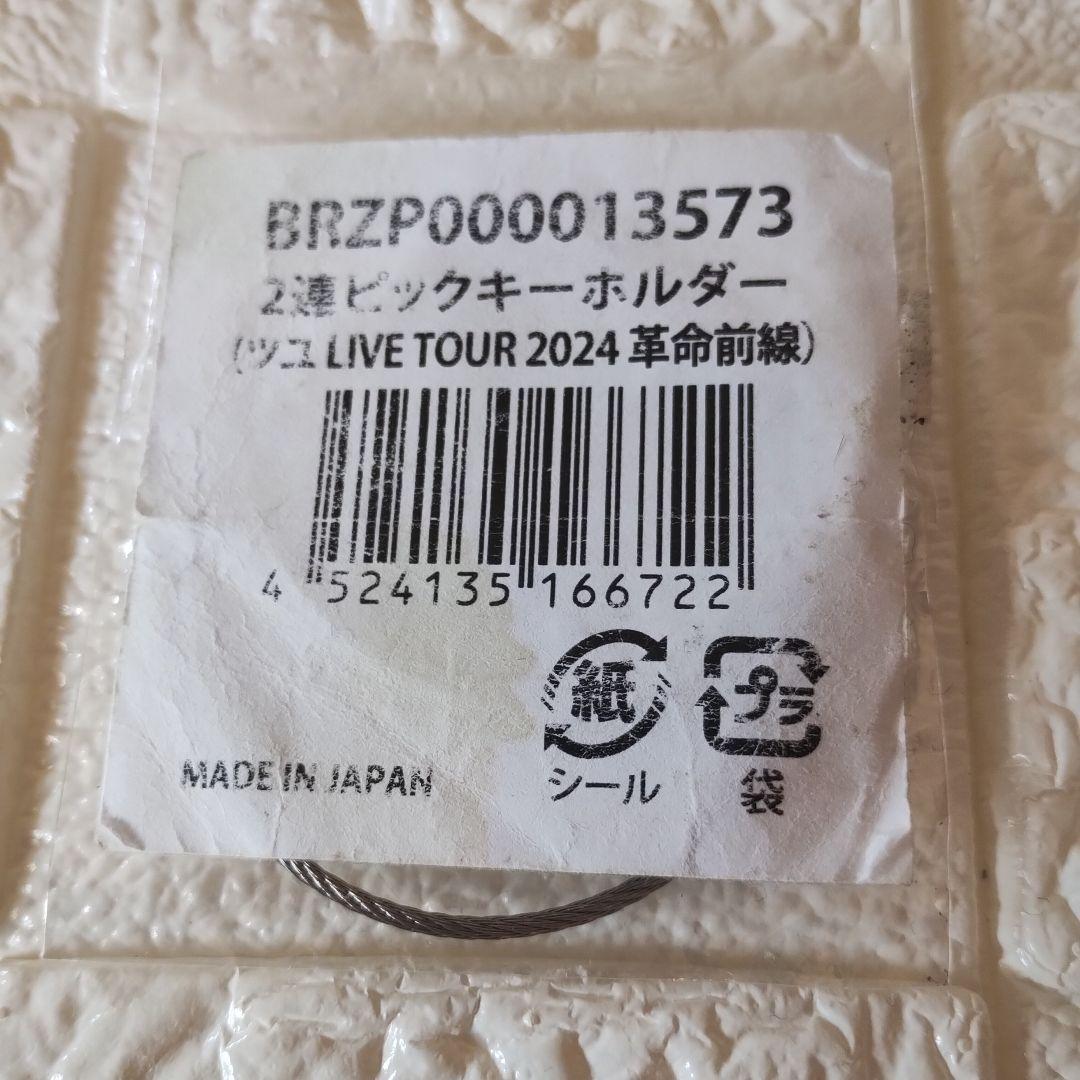 BRZP000013573
2連ピックキーホルダー
(ツユ LIVE TOUR 2024 革命前線)
4 524135 166722
紙
プラ
MADE IN JAPAN
シール
袋